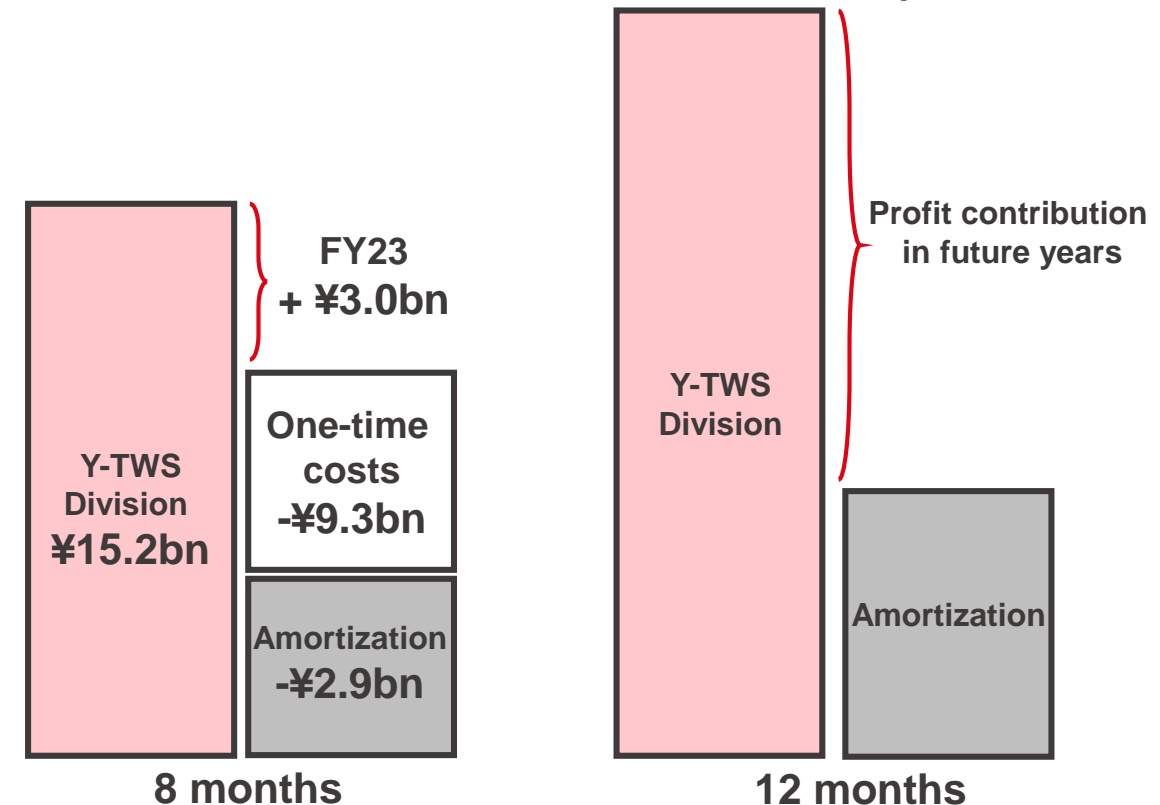 FY23
+ ¥3.0bn
One-time
costs
-¥9.3bn
Y-TWS
Division
¥15.2bn
Amortization
-¥2.9bn
8 months
Profit contribution
in future years
Y-TWS
Division
Amortization
12 months